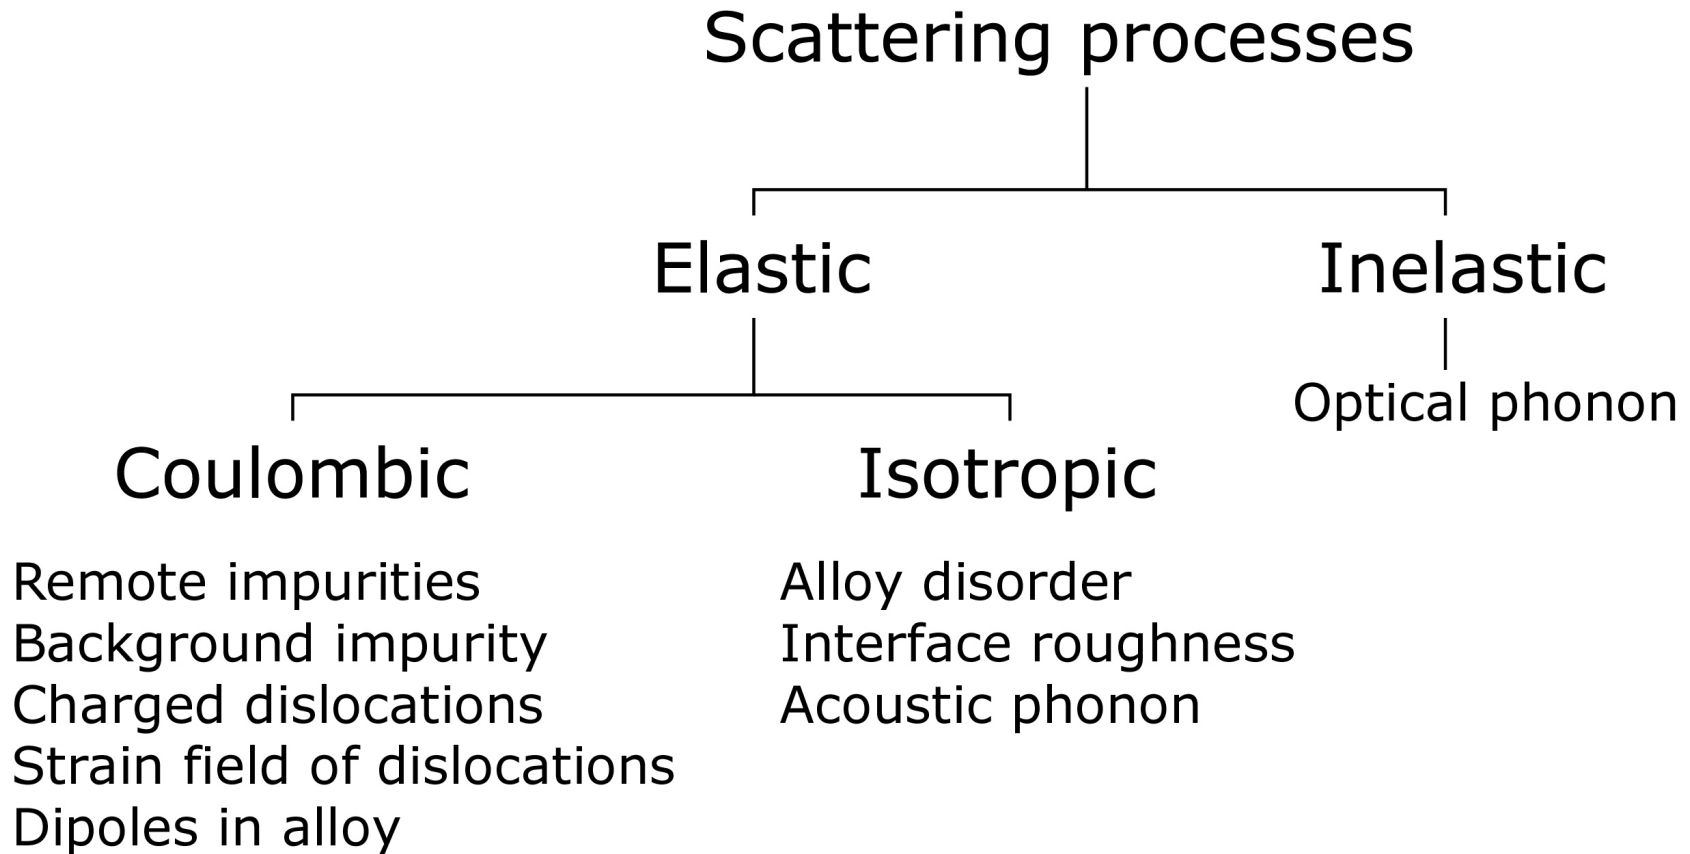 Scattering processes
Elastic
Inelastic
Optical phonon
Coulombic
Isotropic
Remote impurities
Background impurity
Charged dislocations
Strain field of dislocations
Dipoles in alloy
Alloy disorder
Interface roughness
Acoustic phonon